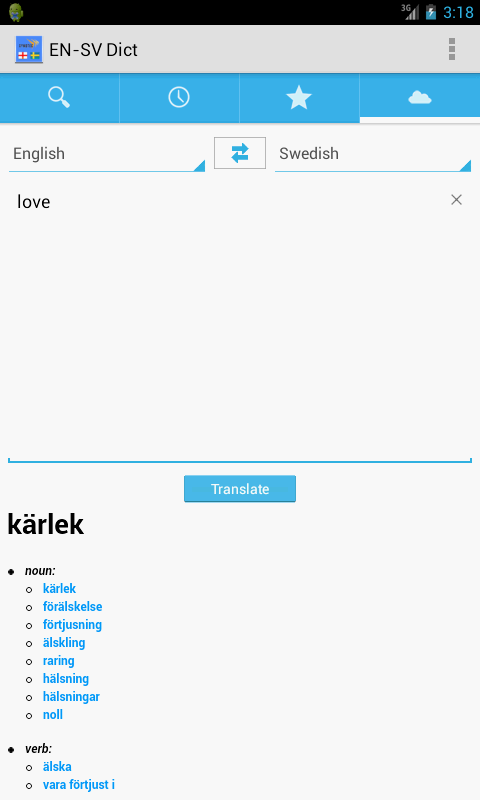 3G 3:18
EN-SV Dict
English Swedish
love
Translate
kärlek
noun:
kärlek
förälskelse
förtjusning
älskling
raring
hälsning
hälsningar
noll
verb:
älska
vara förtjust i